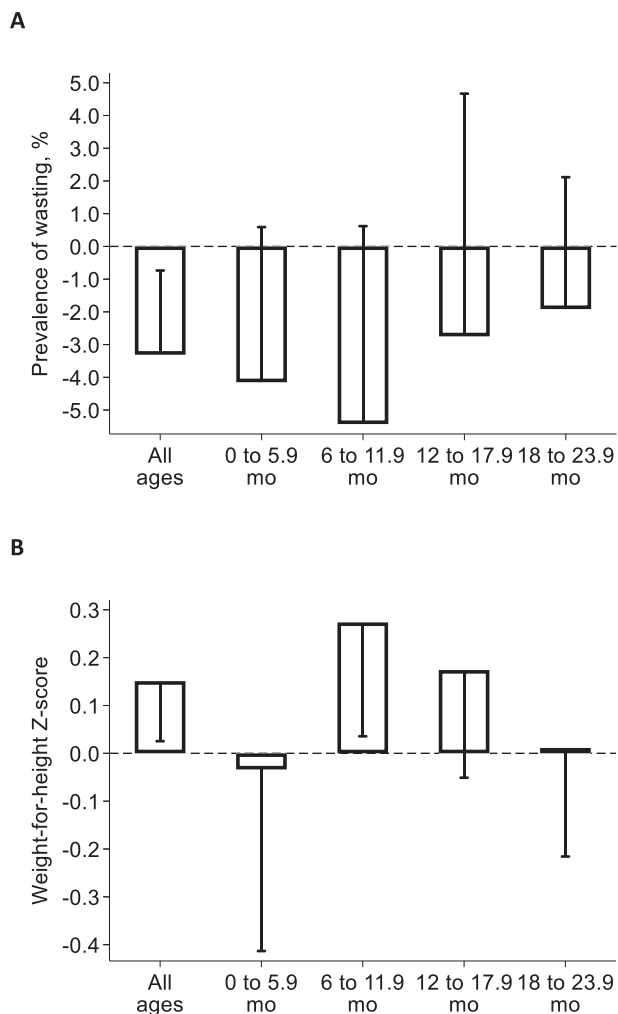 A
Prevalence of wasting, %
5.0
4.0
3.0
2.0
1.0
0.0
-1.0
-2.0
-3.0
-4.0
-5.0
All ages
0 to 5.9 mo
6 to 11.9 mo
12 to 17.9 mo
18 to 23.9 mo
B
Weight-for-height Z-score
0.3
0.2
0.1
0.0
-0.1
-0.2
-0.3
-0.4
All ages
0 to 5.9 mo
6 to 11.9 mo
12 to 17.9 mo
18 to 23.9 mo